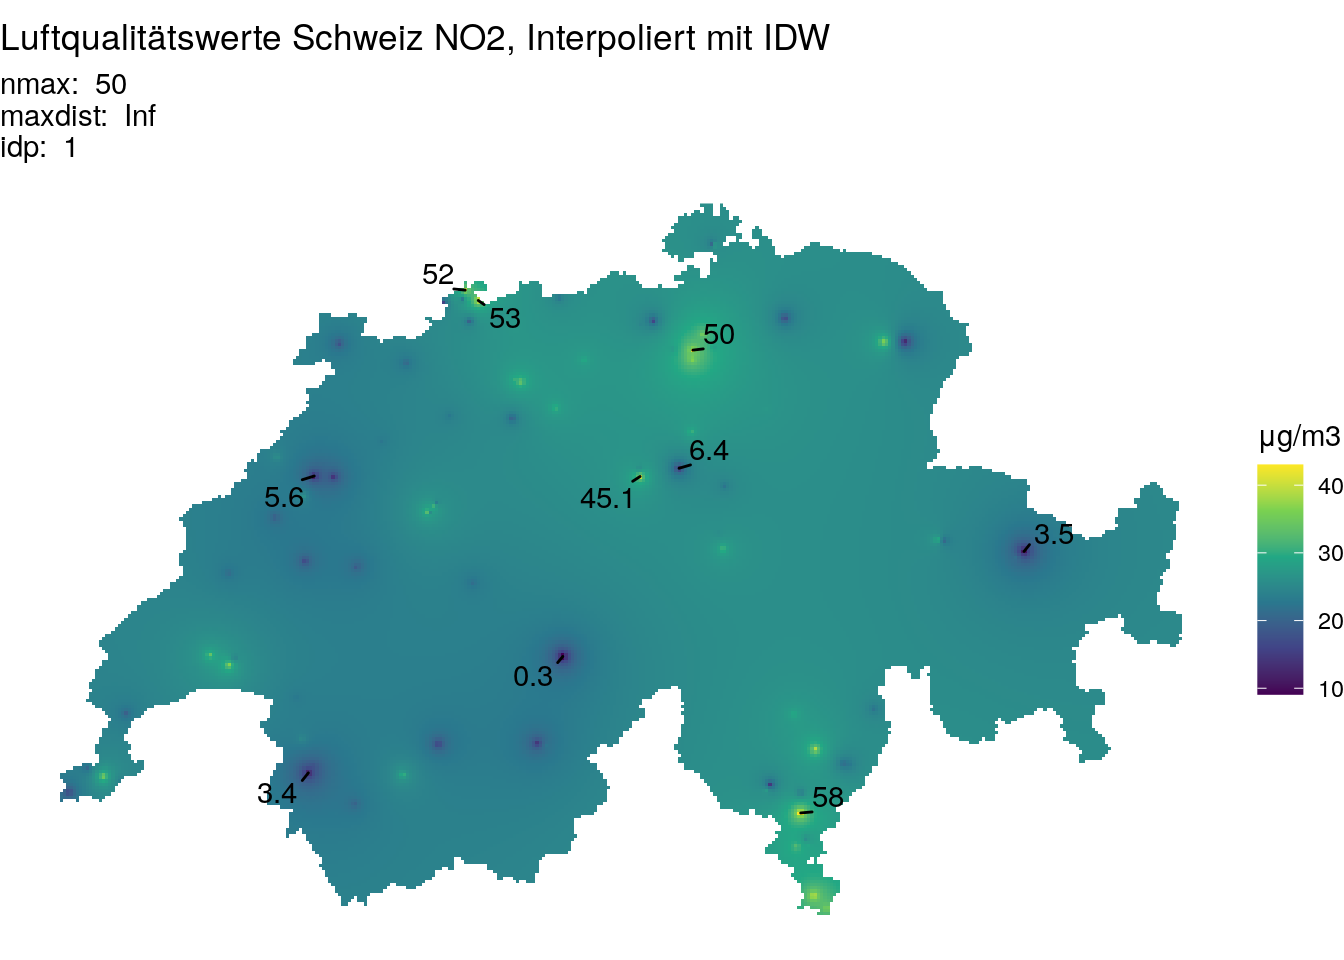 Luftqualitätswerte Schweiz NO2, Interpoliert mit IDW
nmax: 50
maxdist: Inf
idp: 1
52
53
50
6.4
5.6
45.1
3.5
0.3
3.4
58
µg/m3
40
30
20
10